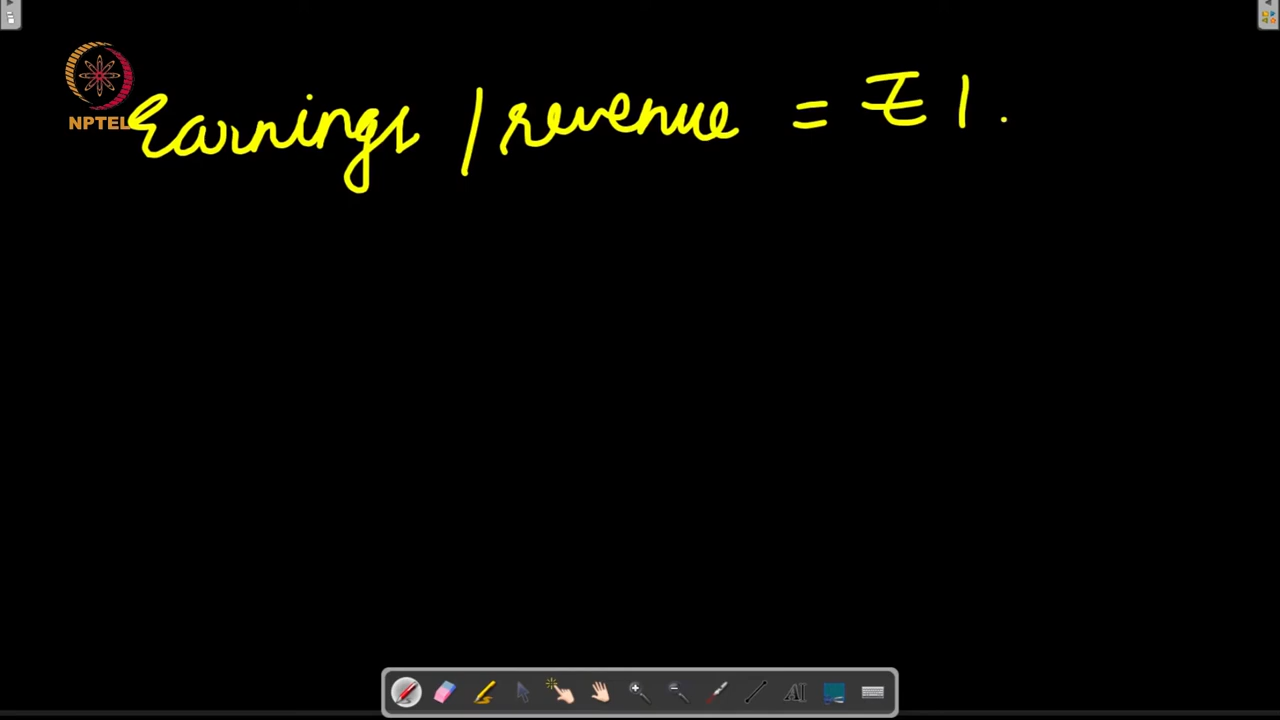 NPTEL
Earnings / revenue = ₹ 1.